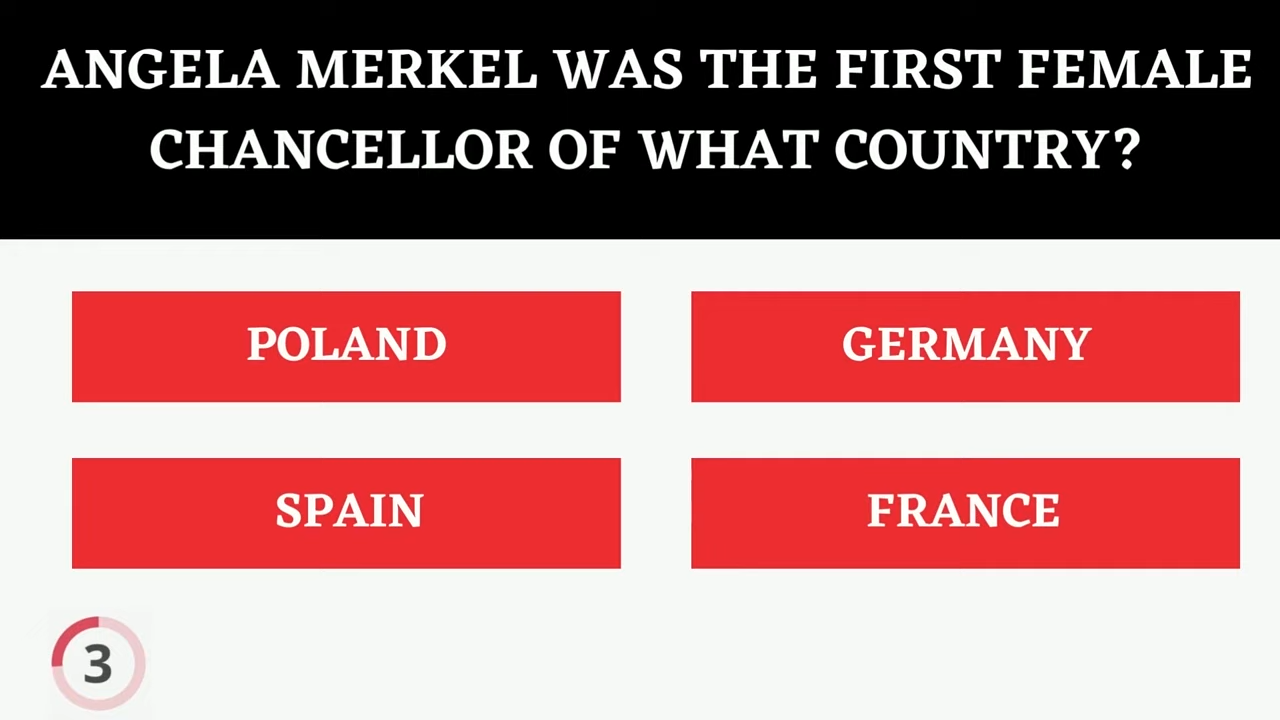 ANGELA MERKEL WAS THE FIRST FEMALE
CHANCELLOR OF WHAT COUNTRY?
POLAND
GERMANY
SPAIN
FRANCE
3